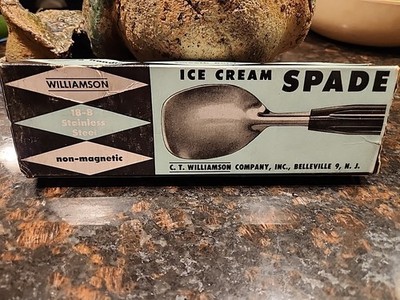 WILLIAMSON
18-8
Stainless
Steel
non-magnetic
ICE CREAM SPADE
C. T. WILLIAMSON COMPANY, INC., BELLEVILLE 9, N. J.